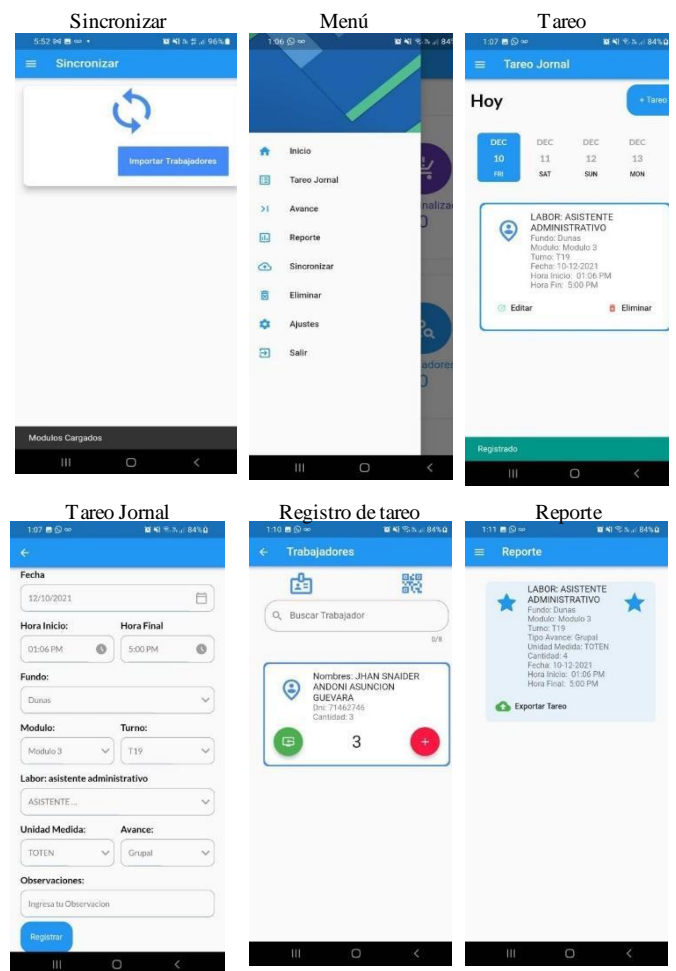 Sincronizar
5:52
96%
Sincronizar
Importar Trabajadores
Modulos Cargados
Menú
1:06
84%
Inicio
Tareo Jornal
Avance
Reporte
Sincronizar
Eliminar
Ajustes
Salir
naliza
0
adores
0
Tareo
1:07
84%
Tareo Jornal
Hoy
+ Tareo
DEC DEC DEC DEC
10 11 12 13
FRI SAT SUN MON
LABOR: ASISTENTE
ADMINISTRATIVO
Fundo: Dunas
Modulo: Modulo 3
Turno: T19
Fecha: 10-12-2021
Hora Inicio: 01:06 PM
Hora Fin: 5:00 PM
Editar Eliminar
Registrado
Tareo Jornal
1:07
84%
Fecha
12/10/2021
Hora Inicio: Hora Final
01:06 PM 5:00 PM
Fundo:
Dunas
Modulo: Turno:
Modulo 3 T19
Labor: asistente administrativo
ASISTENTE ...
Unidad Medida: Avance:
TOTEN Grupal
Observaciones:
Ingresa tu Observacion
Registrar
Registro de tareo
1:10
84%
Trabajadores
Buscar Trabajador
0/8
Nombres: JHAN SNAIDER
ANDONI ASUNCION
GUEVARA
Dni: 71462746
Cantidad: 3
3
+
Reporte
1:11
84%
Reporte
LABOR: ASISTENTE
ADMINISTRATIVO
Fundo: Dunas
Modulo: Modulo 3
Turno: T19
Tipo Avance: Grupal
Unidad Medida: TOTEN
Cantidad: 4
Fecha: 10-12-2021
Hora Inicio: 01:06 PM
Hora Final: 5:00 PM
Exportar Tareo